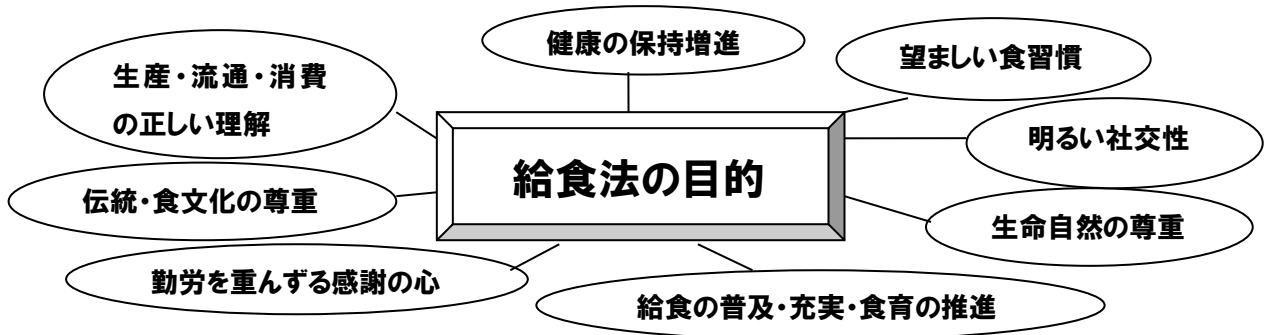 健康の保持増進
望ましい食習慣
生産・流通・消費
の正しい理解
明るい社交性
給食法の目的
伝統・食文化の尊重
生命自然の尊重
勤労を重んずる感謝の心
給食の普及・充実・食育の推進